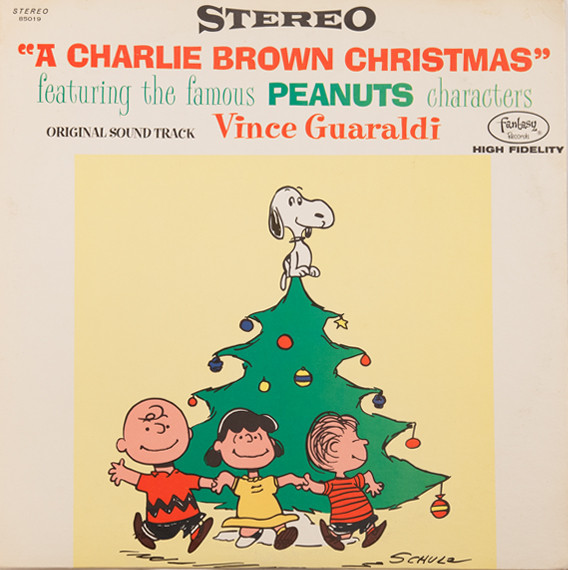 STEREO
85019
STEREO
"A CHARLIE BROWN CHRISTMAS"
featuring the famous PEANUTS characters
ORIGINAL SOUND TRACK Vince Guaraldi
Fantasy
Records
®
HIGH FIDELITY
SCHULZ